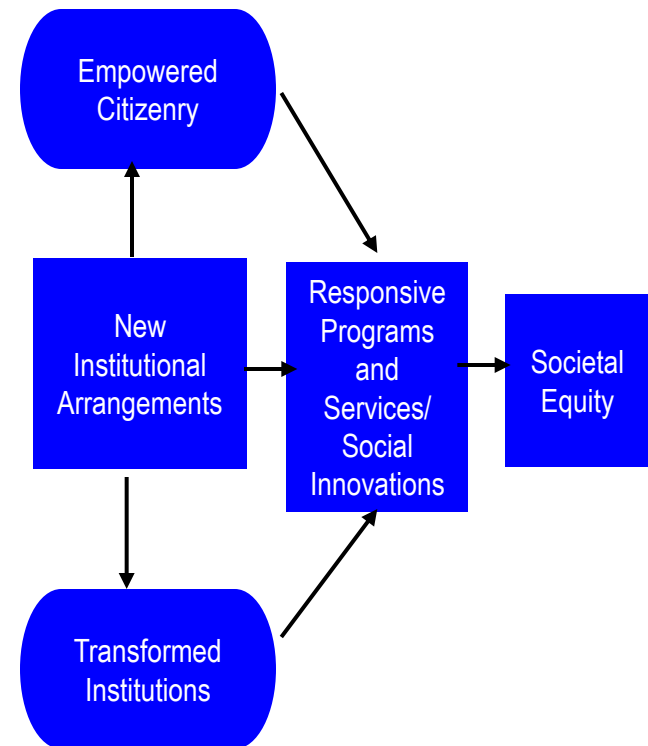 Empowered
Citizenry
New
Institutional
Arrangements
Responsive
Programs
and
Services/
Social
Innovations
Societal
Equity
Transformed
Institutions